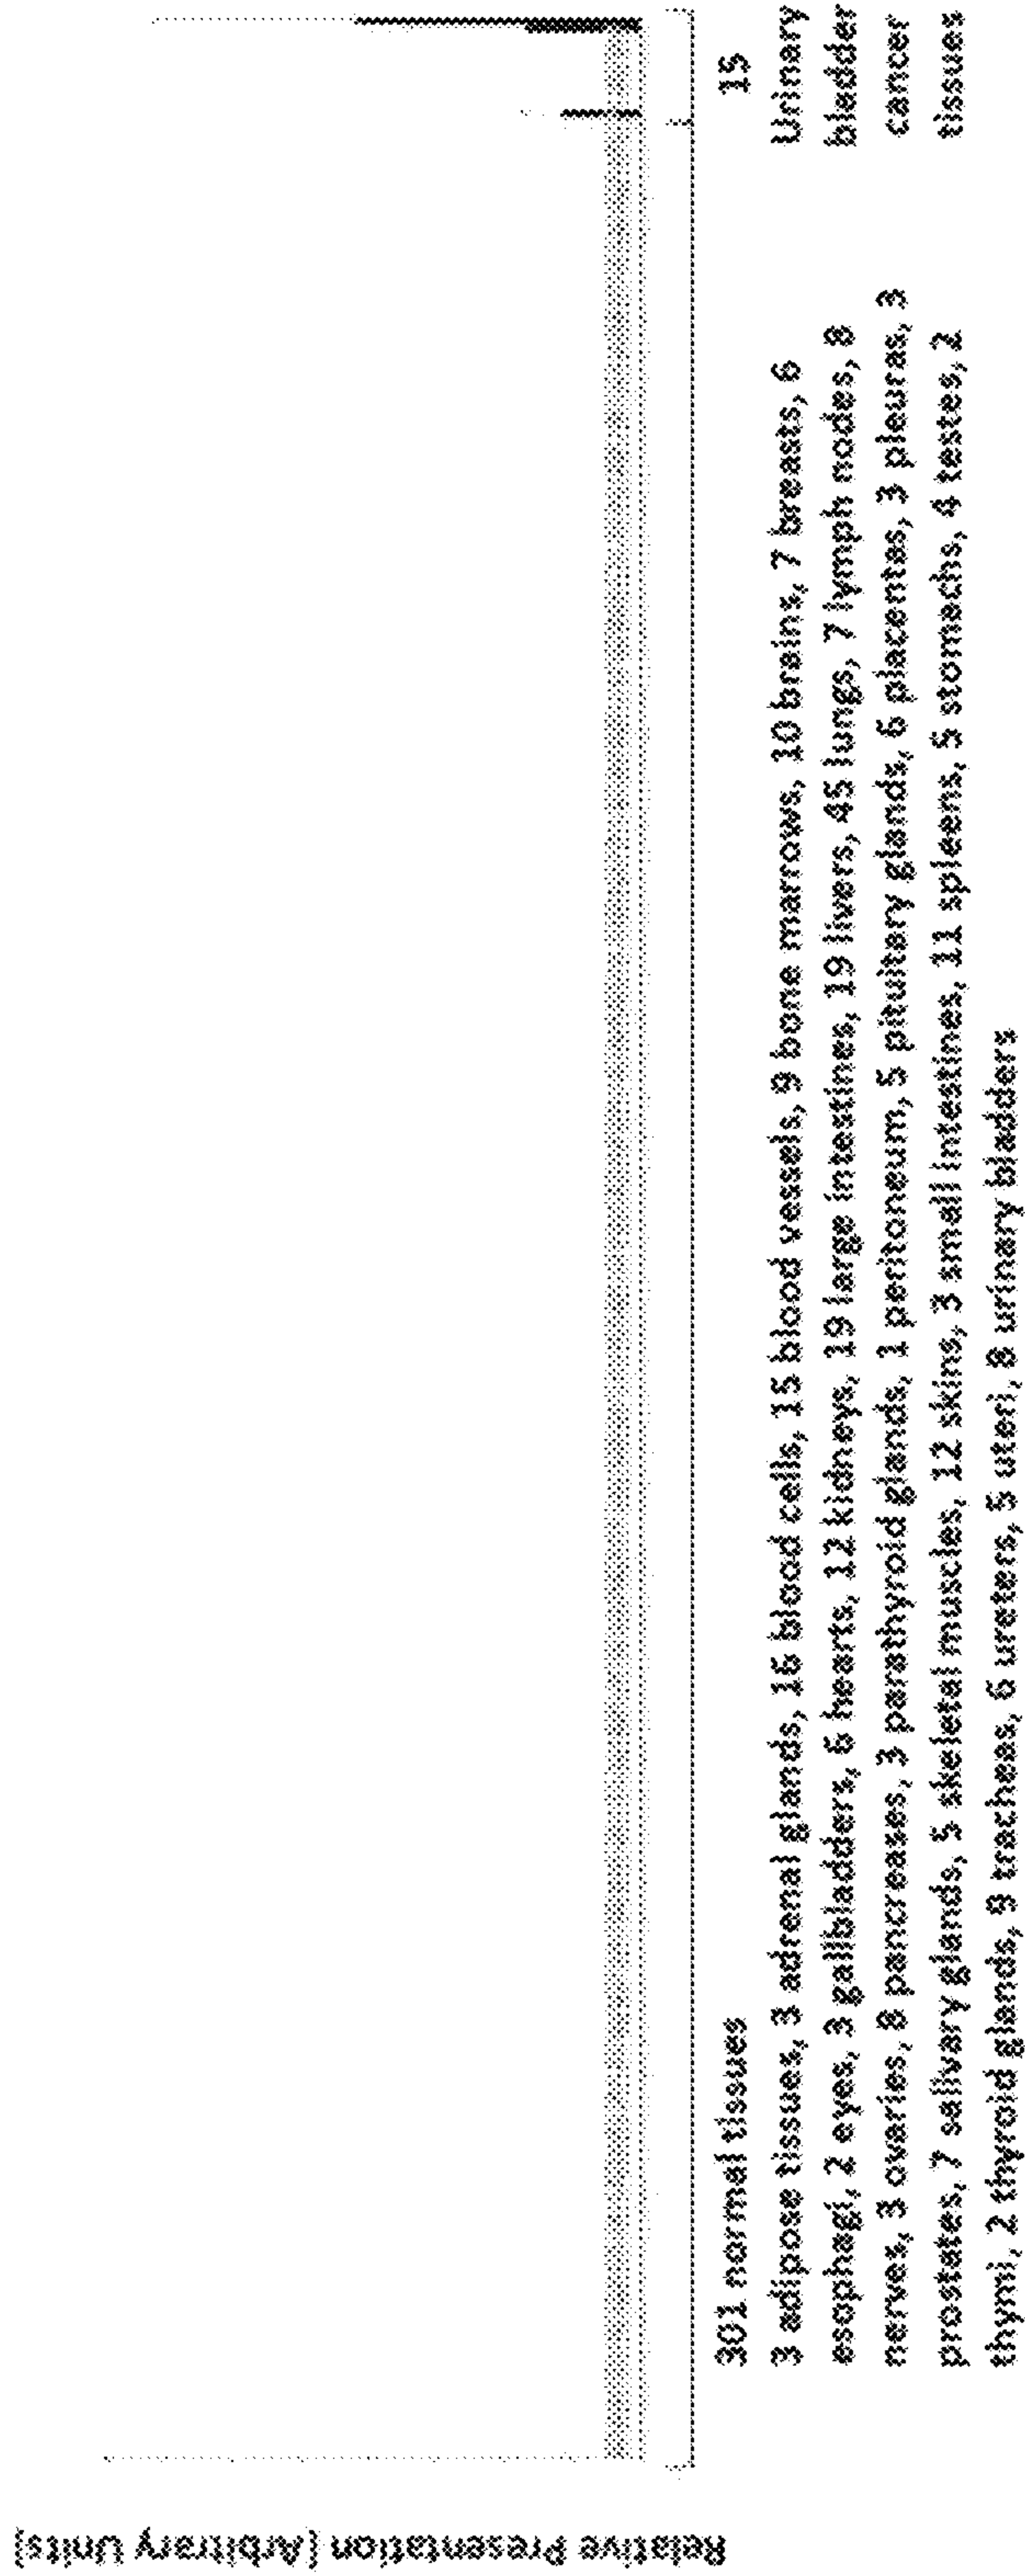 Relative Presentation [Arbitrary Units]
301 normal tissues
3 adipose tissues, 3 adrenal glands, 16 blood cells, 15 blood vessels, 9 bone marrows, 10 brains, 7 breasts, 6
esophagi, 2 eyes, 3 gallbladders, 6 hearts, 12 kidneys, 19 large intestines, 19 livers, 45 lungs, 7 lymph nodes, 8
nerves, 3 ovaries, 8 pancreases, 3 parathyroid glands, 1 peritoneum, 5 pituitary glands, 6 placentas, 3 pleuras, 3
prostates, 7 salivary glands, 5 skeletal muscles, 12 skins, 3 small intestines, 11 spleens, 5 stomachs, 4 testes, 2
thymi, 2 thyroid glands, 9 tracheas, 6 ureters, 5 uteri, 8 urinary bladders
15
Urinary
bladder
cancer
tissues